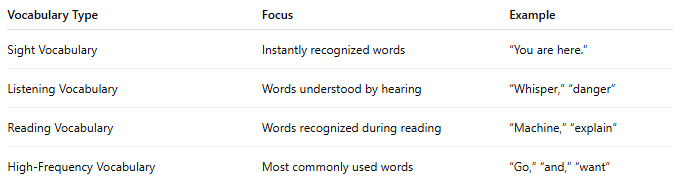 Vocabulary Type Focus Example
Sight Vocabulary Instantly recognized words “You are here.”
Listening Vocabulary Words understood by hearing “Whisper,” “danger”
Reading Vocabulary Words recognized during reading “Machine,” “explain”
High-Frequency Vocabulary Most commonly used words “Go,” “and,” “want”